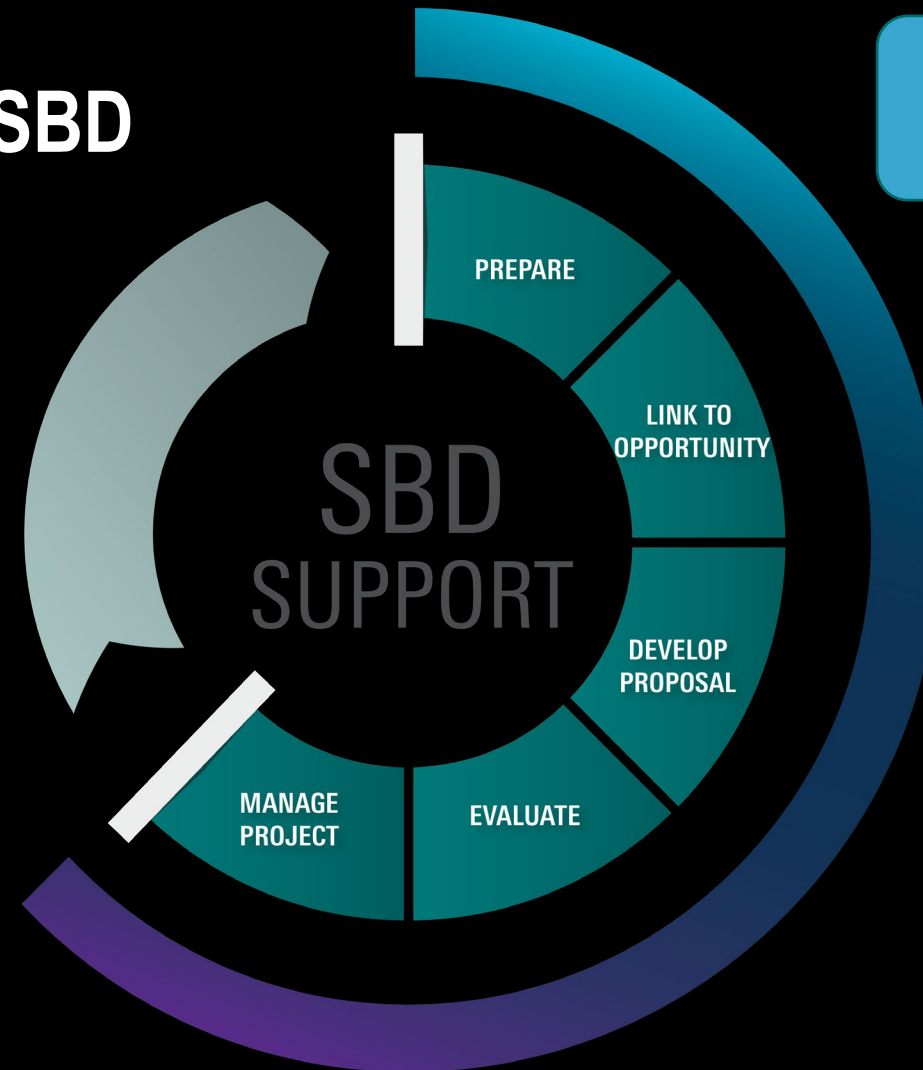 SBD
PREPARE
LINK TO
OPPORTUNITY
SBD
SUPPORT
DEVELOP
PROPOSAL
MANAGE
PROJECT
EVALUATE